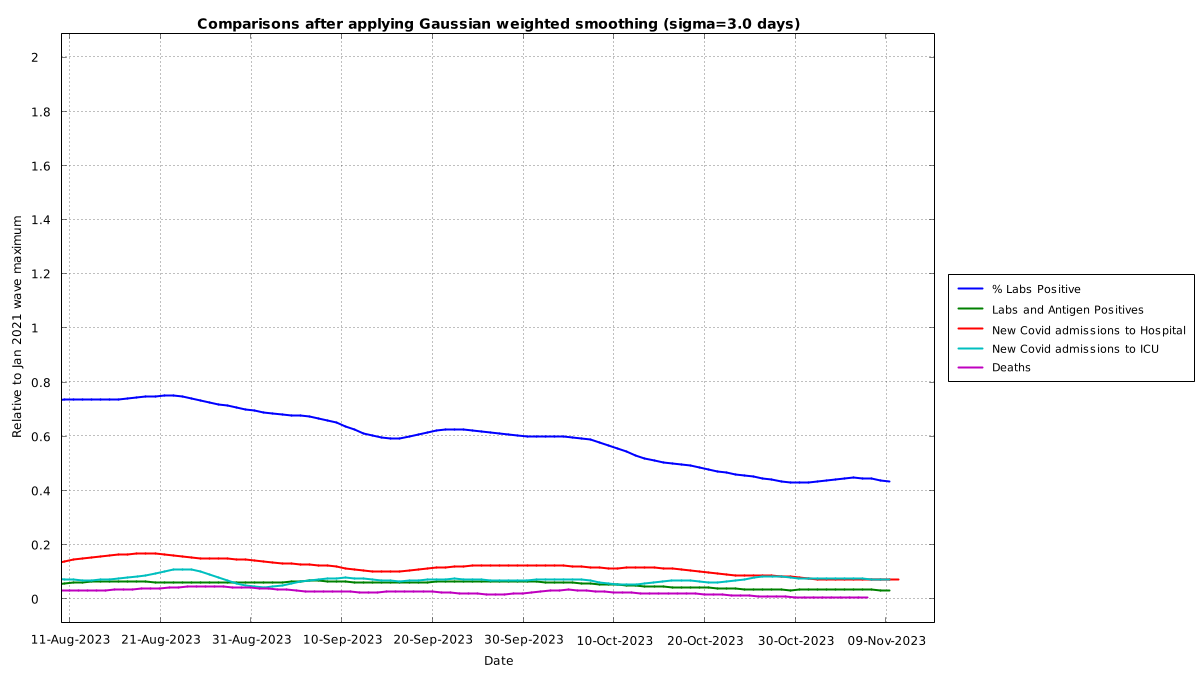 Comparisons after applying Gaussian weighted smoothing (sigma=3.0 days)
Relative to Jan 2021 wave maximum
2
1.8
1.6
1.4
1.2
1
0.8
0.6
0.4
0.2
0
11-Aug-2023 21-Aug-2023 31-Aug-2023 10-Sep-2023 20-Sep-2023 30-Sep-2023 10-Oct-2023 20-Oct-2023 30-Oct-2023 09-Nov-2023
Date
% Labs Positive
Labs and Antigen Positives
New Covid admissions to Hospital
New Covid admissions to ICU
Deaths